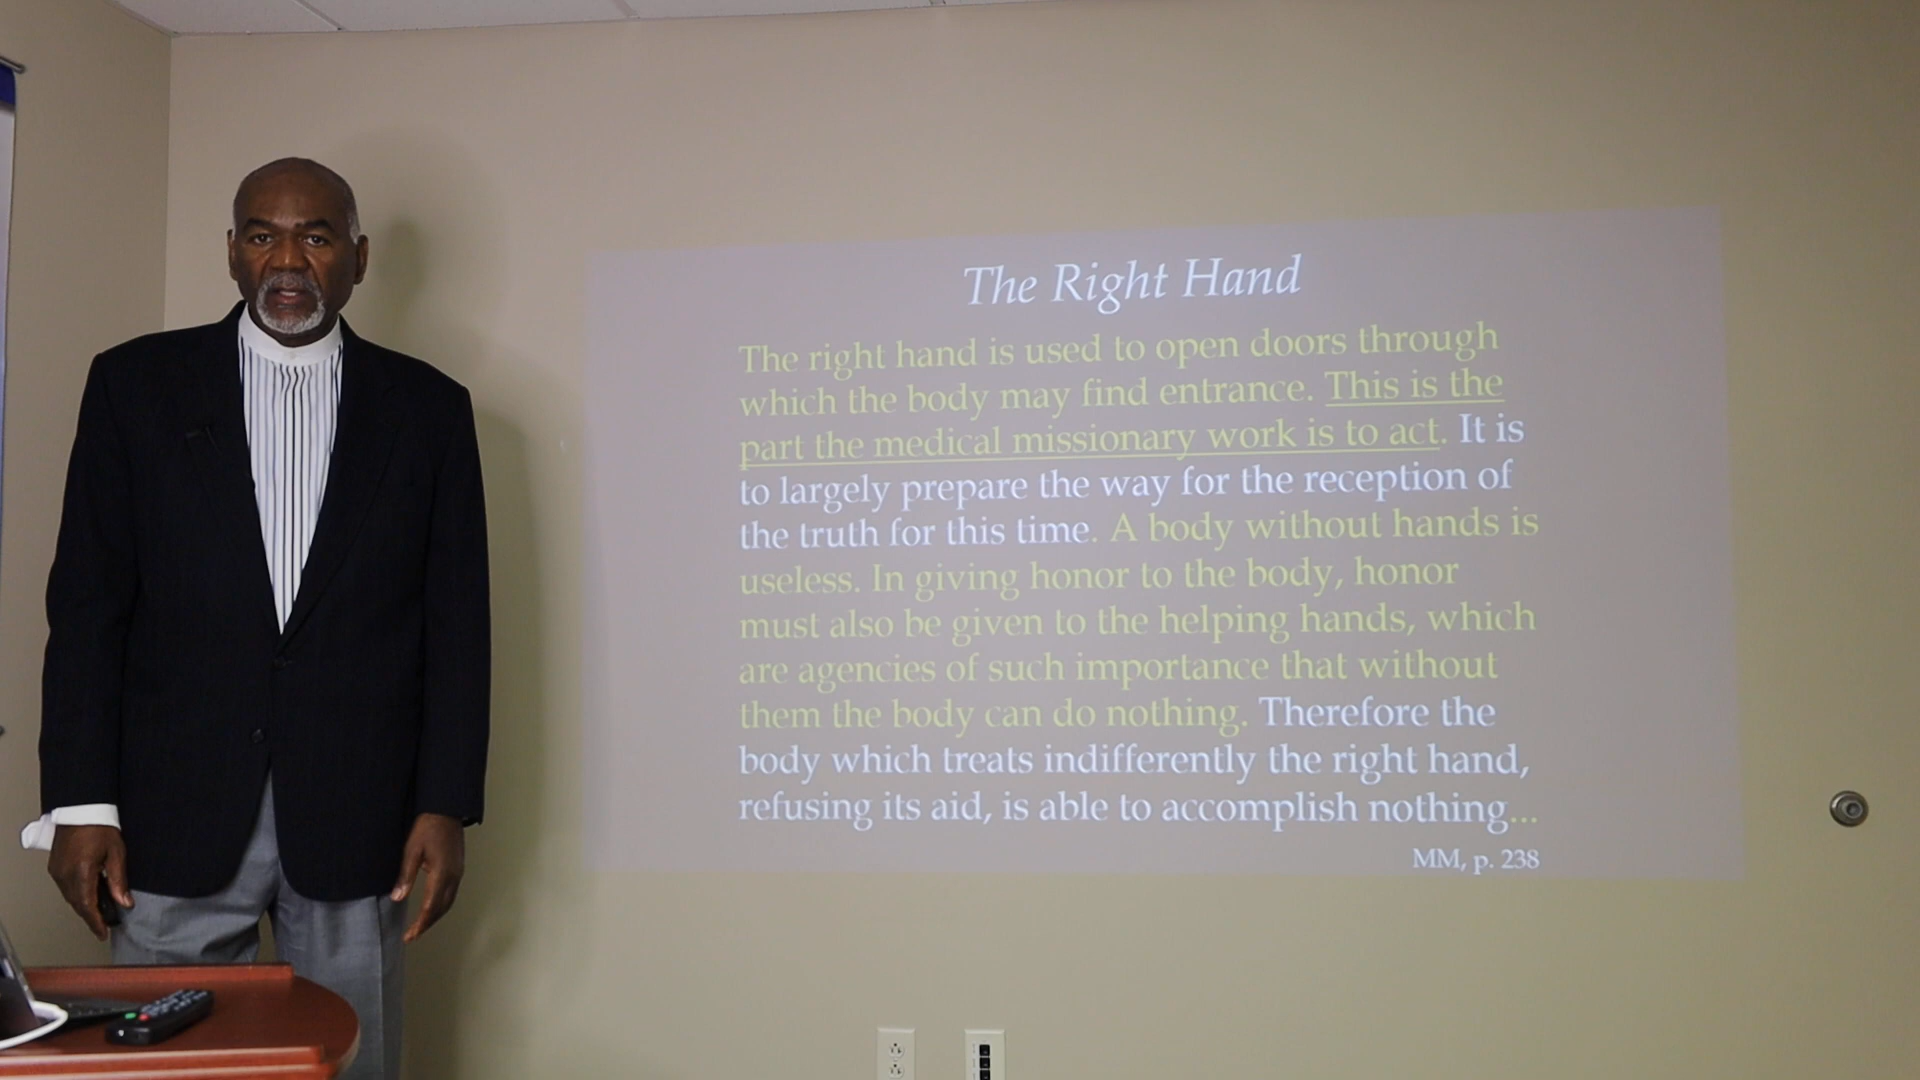 The Right Hand
The right hand is used to open doors through
which the body may find entrance. This is the
part the medical missionary work is to act. It is
to largely prepare the way for the reception of
the truth for this time. A body without hands is
useless. In giving honor to the body, honor
must also be given to the helping hands, which
are agencies of such importance that without
them the body can do nothing. Therefore the
body which treats indifferently the right hand,
refusing its aid, is able to accomplish nothing...
MM, p. 238